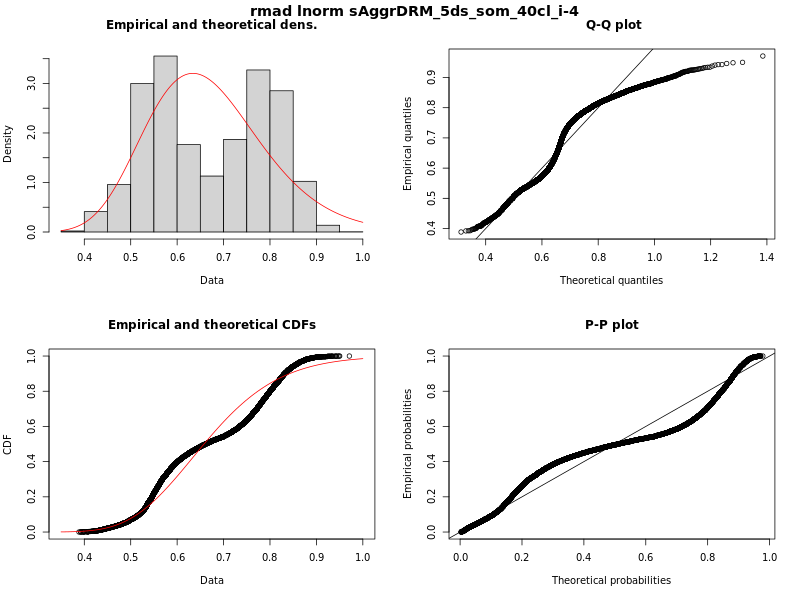 rmad lnorm sAggrDRM_5ds_som_40cl_i-4
Empirical and theoretical dens.
Density
0.0 1.0 2.0 3.0
0.4 0.5 0.6 0.7 0.8 0.9 1.0
Data
Q-Q plot
Empirical quantiles
0.4 0.5 0.6 0.7 0.8 0.9
0.4 0.6 0.8 1.0 1.2 1.4
Theoretical quantiles
Empirical and theoretical CDFs
CDF
0.0 0.2 0.4 0.6 0.8 1.0
0.4 0.5 0.6 0.7 0.8 0.9 1.0
Data
P-P plot
Empirical probabilities
0.0 0.2 0.4 0.6 0.8 1.0
0.0 0.2 0.4 0.6 0.8 1.0
Theoretical probabilities